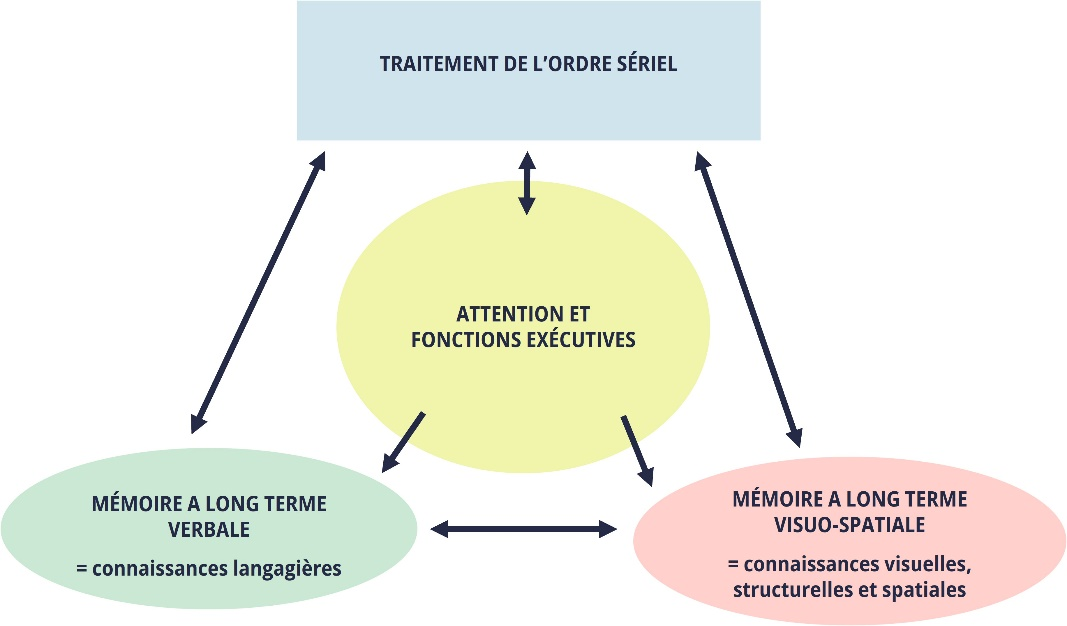 TRAITEMENT DE L’ORDRE SÉRIEL
ATTENTION ET
FONCTIONS EXÉCUTIVES
MÉMOIRE A LONG TERME
VERBALE
= connaissances langagières
MÉMOIRE A LONG TERME
VISUO-SPATIALE
= connaissances visuelles,
structurelles et spatiales